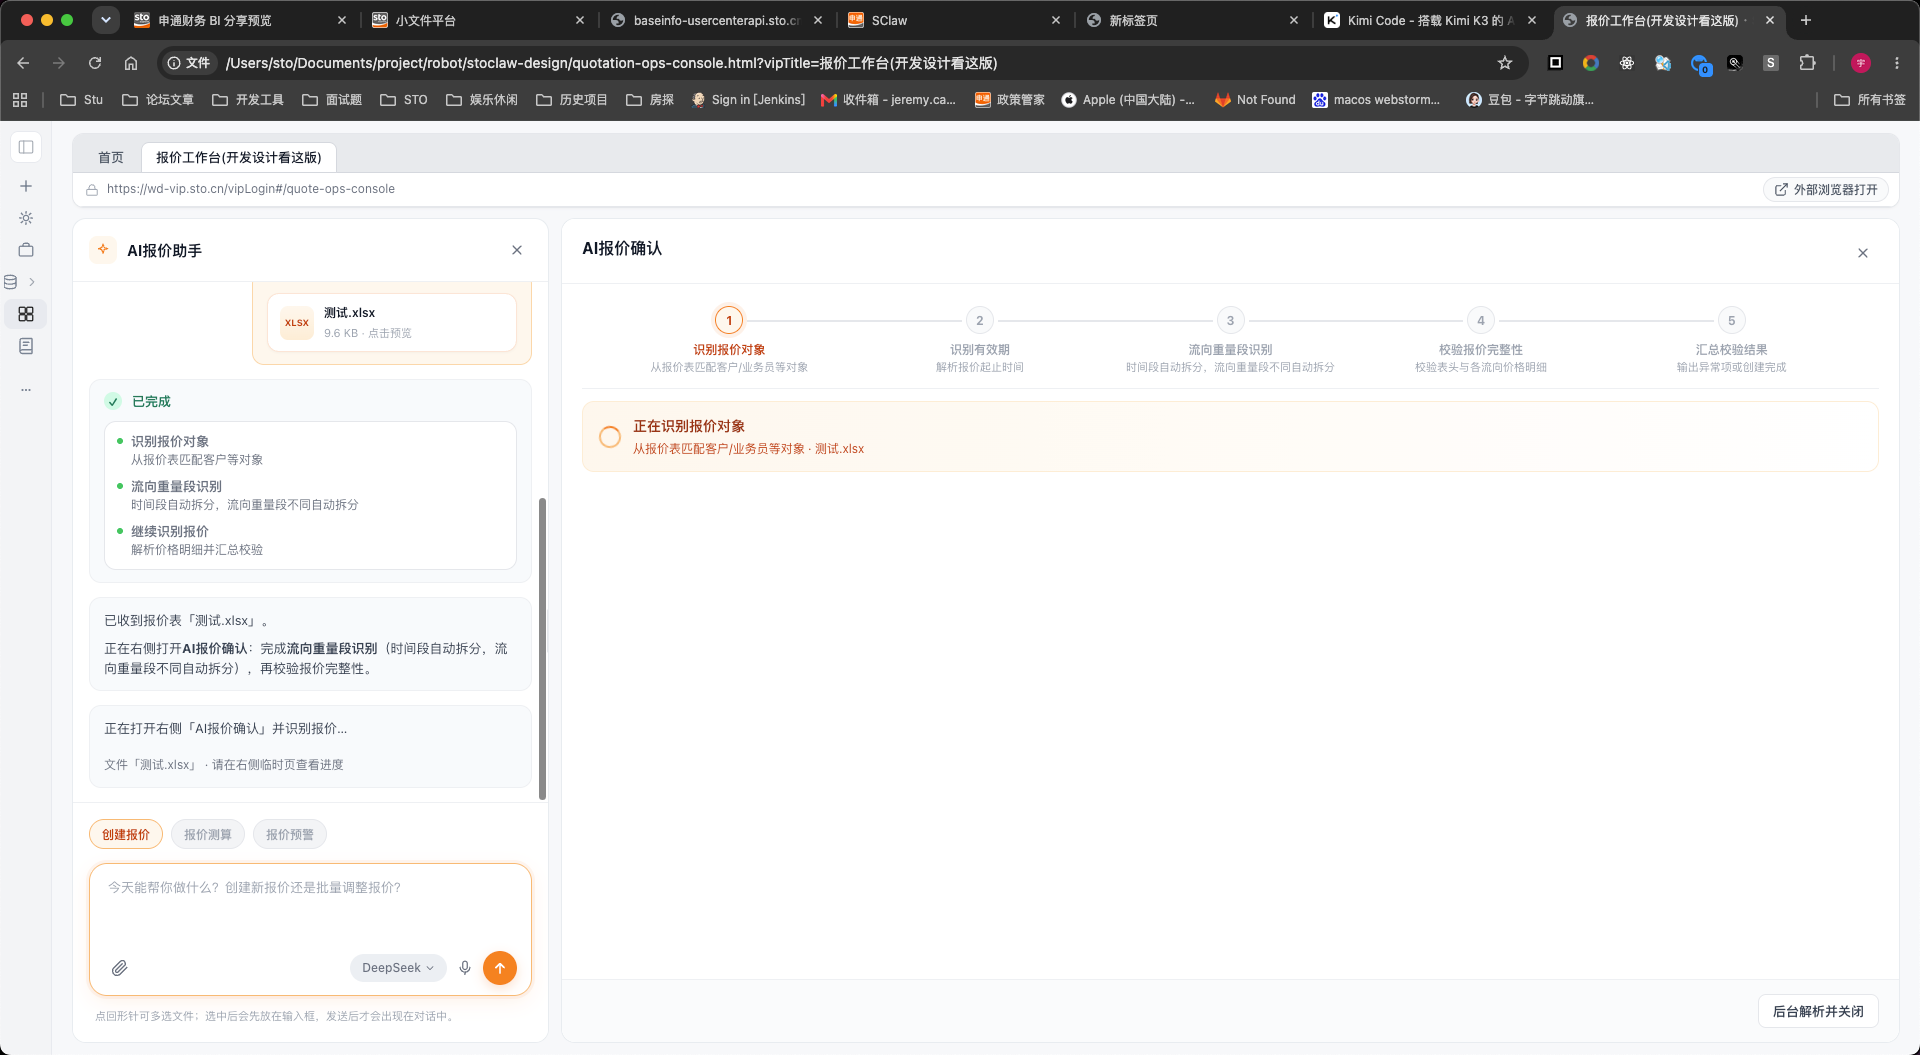 申通财务 BI 分享预览
小文件平台
baseinfo-usercenterapi.sto.cn
SClaw
新标签页
Kimi Code - 搭载 Kimi K3 的 A
报价工作台(开发设计看这版) ·
文件
/Users/sto/Documents/project/robot/stoclaw-design/quotation-ops-console.html?vipTitle=报价工作台(开发设计看这版)
0
S
宇
Stu
论坛文章
开发工具
面试题
STO
娱乐休闲
历史项目
房探
Sign in [Jenkins]
收件箱 - jeremy.ca...
政策管家
Apple (中国大陆) -...
Not Found
macos webstorm...
豆包 - 字节跳动旗...
所有书签
首页
报价工作台(开发设计看这版)
https://wd-vip.sto.cn/vipLogin#/quote-ops-console
外部浏览器打开
AI报价助手
XLSX
测试.xlsx
9.6 KB · 点击预览
已完成
识别报价对象
从报价表匹配客户等对象
流向重量段识别
时间段自动拆分，流向重量段不同自动拆分
继续识别报价
解析价格明细并汇总校验
已收到报价表「测试.xlsx」。
正在右侧打开AI报价确认：完成流向重量段识别（时间段自动拆分，流
向重量段不同自动拆分），再校验报价完整性。
正在打开右侧「AI报价确认」并识别报价...
文件「测试.xlsx」 · 请在右侧临时页查看进度
创建报价
报价测算
报价预警
今天能帮你做什么？创建新报价还是批量调整报价?
DeepSeek
点回形针可多选文件；选中后会先放在输入框，发送后才会出现在对话中。
AI报价确认
1
识别报价对象
从报价表匹配客户/业务员等对象
2
识别有效期
解析报价起止时间
3
流向重量段识别
时间段自动拆分，流向重量段不同自动拆分
4
校验报价完整性
校验表头与各流向价格明细
5
汇总校验结果
输出异常项或创建完成
正在识别报价对象
从报价表匹配客户/业务员等对象 · 测试.xlsx
后台解析并关闭